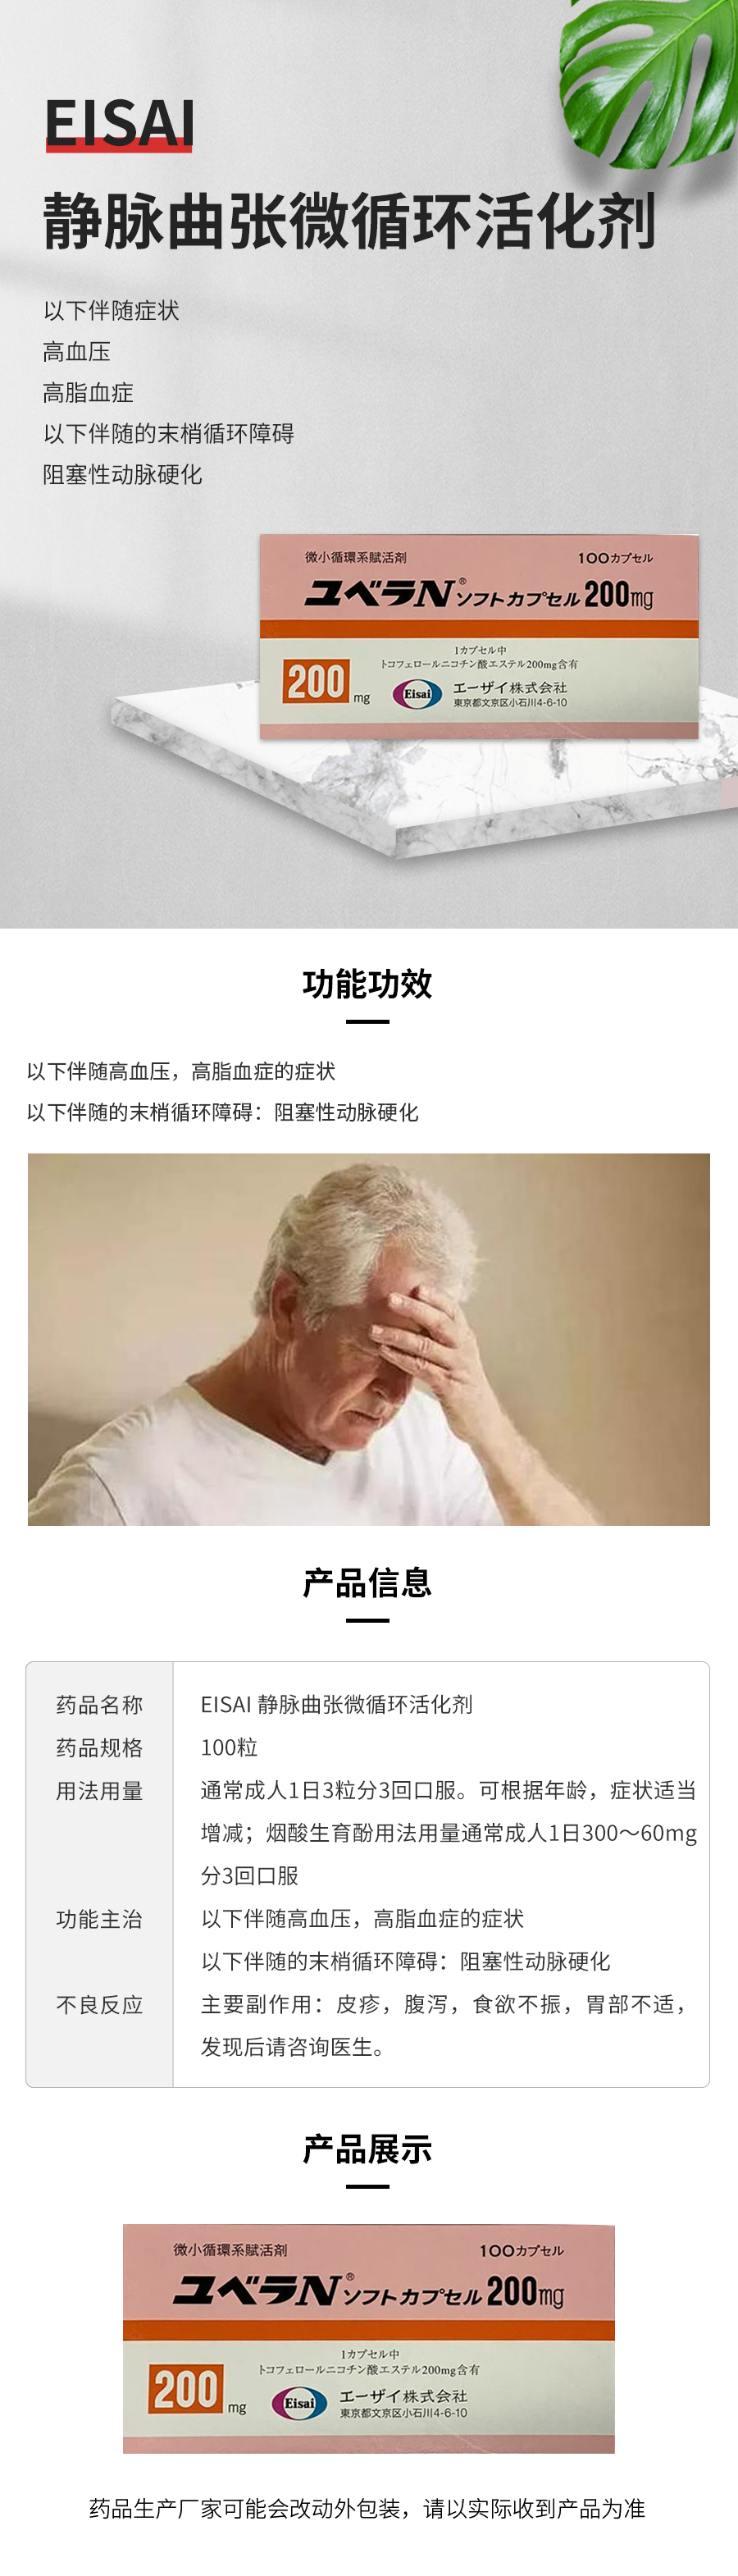 EISAI
静脉曲张微循环活化剂
以下伴随症状
高血压
高脂血症
以下伴随的末梢循环障碍
阻塞性动脉硬化
微小循環系賦活剤
100カプセル
ユベラN® ソフトカプセル 200mg
1カプセル中
トコフェロールニコチン酸エステル200mg含有
200 mg
Eisai
エーザイ株式会社
東京都文京区小石川4-6-10
功能功效
以下伴随高血压，高脂血症的症状
以下伴随的末梢循环障碍：阻塞性动脉硬化
产品信息
药品名称 EISAI 静脉曲张微循环活化剂
药品规格 100粒
用法用量 通常成人1日3粒分3回口服。可根据年龄，症状适当
增减；烟酸生育酚用法用量通常成人1日300～60mg
分3回口服
功能主治 以下伴随高血压，高脂血症的症状
以下伴随的末梢循环障碍：阻塞性动脉硬化
不良反应 主要副作用：皮疹，腹泻，食欲不振，胃部不适，
发现后请咨询医生。
产品展示
微小循環系賦活剤
100カプセル
ユベラN® ソフトカプセル 200mg
1カプセル中
トコフェロールニコチン酸エステル200mg含有
200 mg
Eisai
エーザイ株式会社
東京都文京区小石川4-6-10
药品生产厂家可能会改动外包装，请以实际收到产品为准